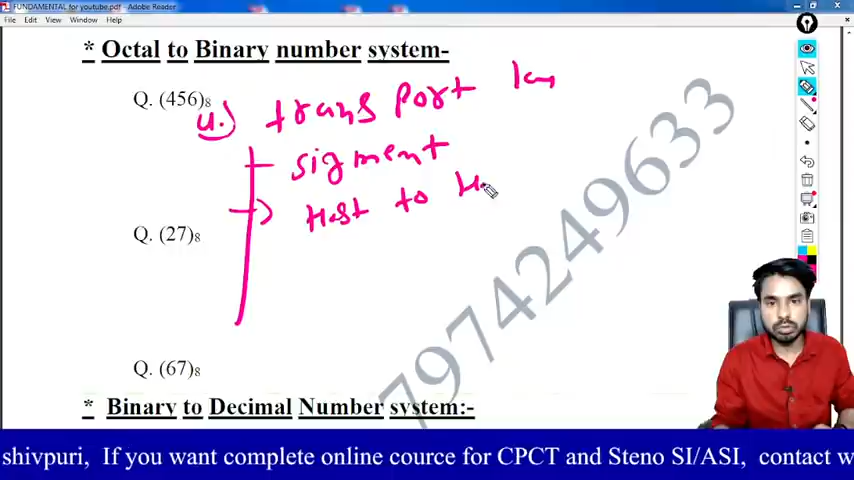 FUNDAMENTAL for youtube.pdf - Adobe Reader
File Edit View Window Help
* Octal to Binary number system-
Q. (456)8
4.) transport lay
sigment
Host to H
Q. (27)8
7974249633
Q. (67)8
* Binary to Decimal Number system:-
shivpuri, If you want complete online cource for CPCT and Steno SI/ASI, contact w